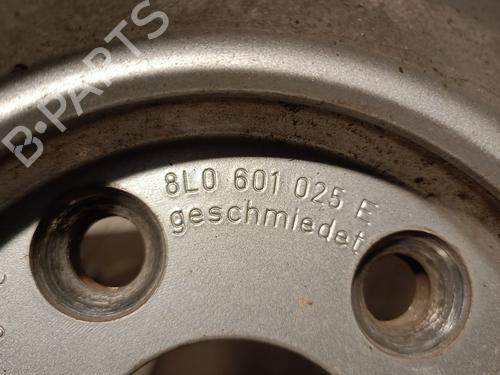 B-PARTS
8L0 601 025 E
geschmiedet